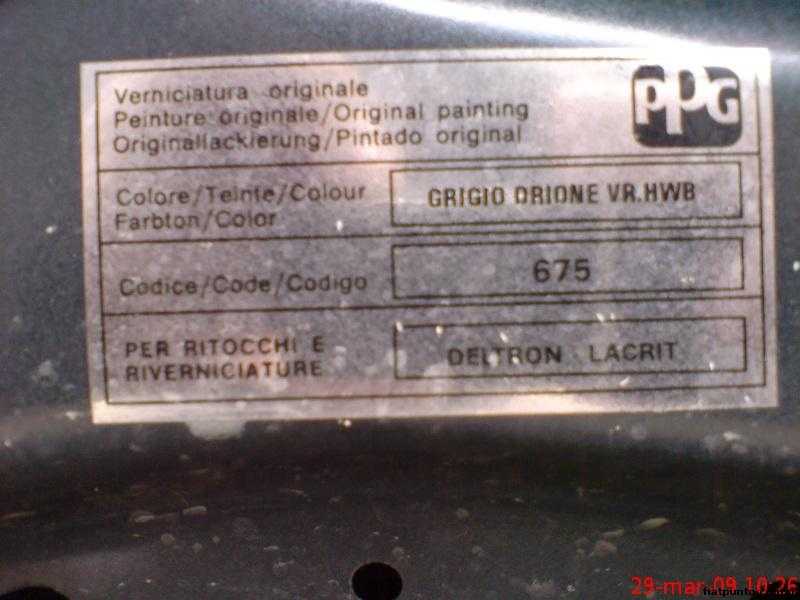 Verniciatura originale
Peinture originale/Original painting
Originallackierung/Pintado original
PPG
Colore/Teinte/Colour
Farbton/Color
GRIGIO ORIONE VR.HWB
Codice/Code/Codigo
675
PER RITOCCHI E
RIVERNICIATURE
DELTRON LACRIT
29-mar-09 10:26